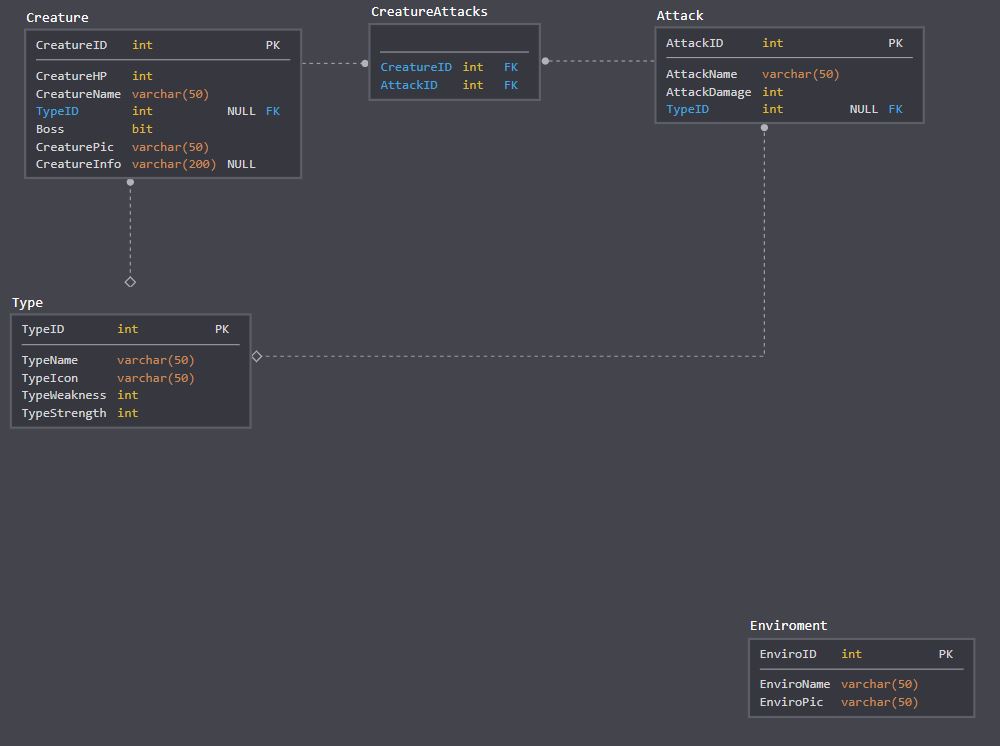 Creature
CreatureID int PK
CreatureHP int
CreatureName varchar(50)
TypeID int NULL FK
Boss bit
CreaturePic varchar(50)
CreatureInfo varchar(200) NULL
CreatureAttacks
CreatureID int FK
AttackID int FK
Attack
AttackID int PK
AttackName varchar(50)
AttackDamage int
TypeID int NULL FK
Type
TypeID int PK
TypeName varchar(50)
TypeIcon varchar(50)
TypeWeakness int
TypeStrength int
Enviroment
EnviroID int PK
EnviroName varchar(50)
EnviroPic varchar(50)